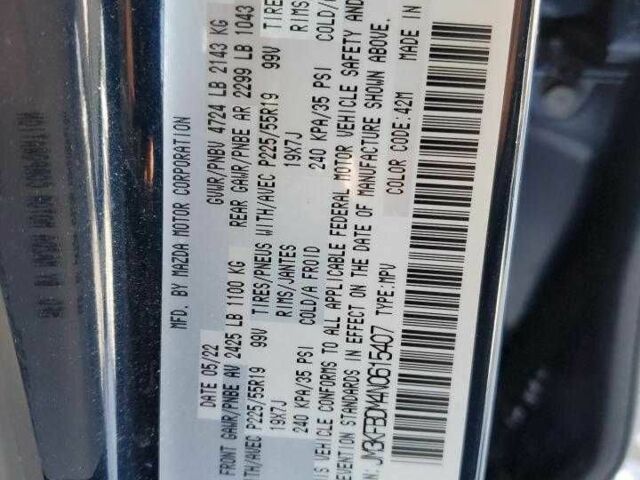 MFD. BY MAZDA MOTOR CORPORATION
DATE 05/22 GVWR/PNBV 4724 LB 2143 KG
FRONT GAWR/PNBE AV 2425 LB 1100 KG REAR GAWR/PNBE AR 2299 LB 1043
ITH/AVEC P225/55R19 99V TIRES/PNEUS WITH/AVEC P225/55R19 99V
19X7J RIMS/JANTES 19X7J RIMS
240 KPA/35 PSI COLD/A FROID 240 KPA/35 PSI COLD/
VEHICLE CONFORMS TO ALL APPLICABLE FEDERAL MOTOR VEHICLE SAFETY AND
EVENTION STANDARDS IN EFFECT ON THE DATE OF MANUFACTURE SHOWN ABOVE.
JM3KFBDM4N0615407 TYPE:MPV COLOR CODE:42M MADE IN